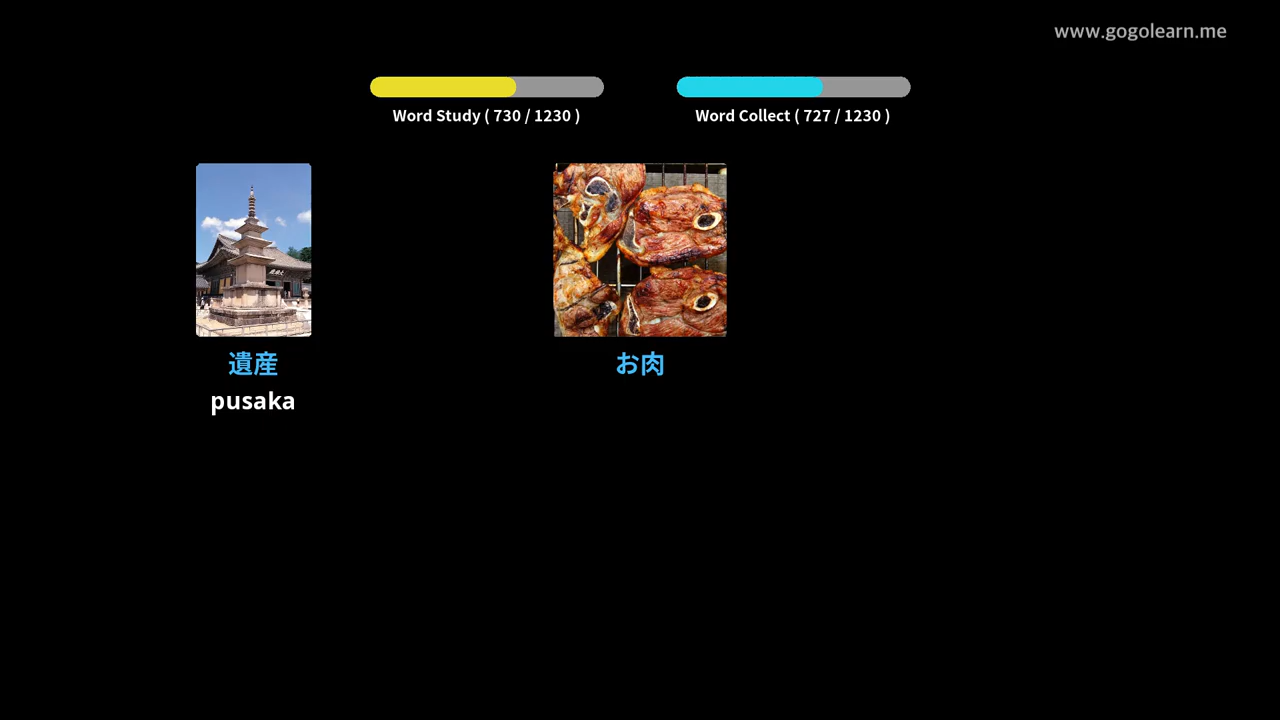 www.gogolearn.me
Word Study ( 730 / 1230 )
Word Collect ( 727 / 1230 )
遺産
お肉
pusaka